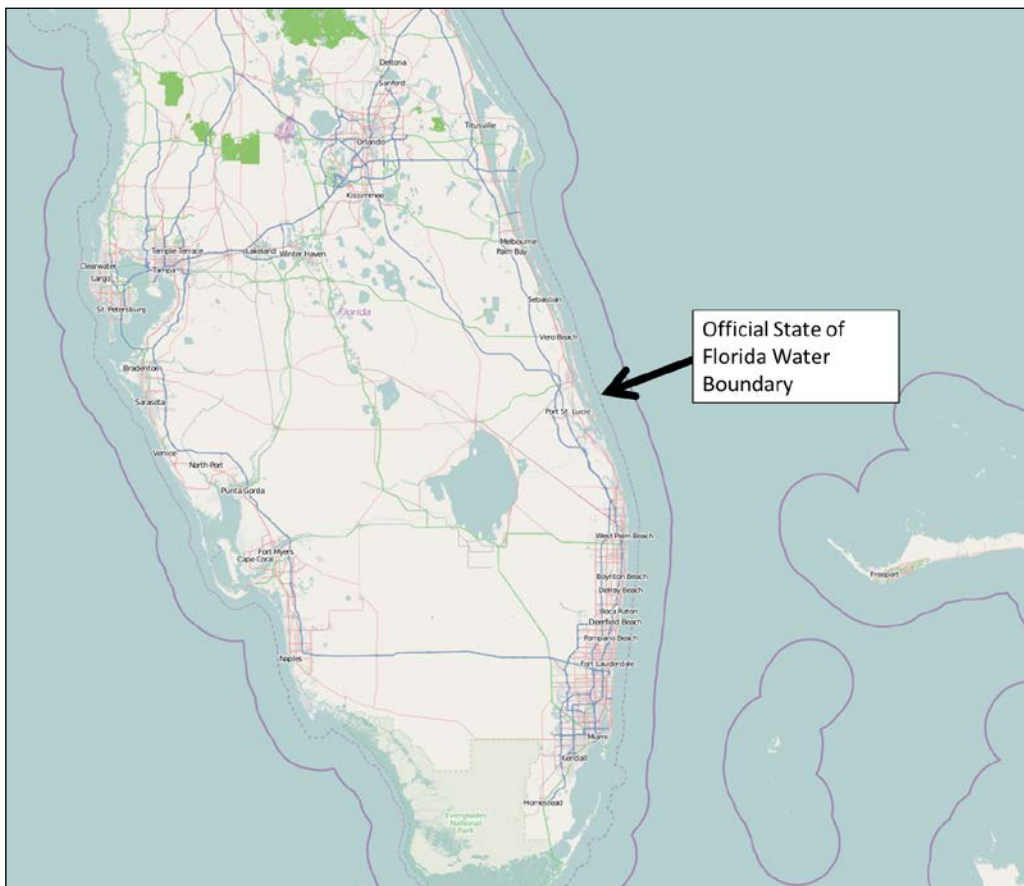 Deltona
Sanford
Titusville
Orlando
Kissimmee
Melbourne
Palm Bay
Temple Terrace
Lakeland
Winter Haven
Clearwater
Tampa
Largo
Sebastian
St. Petersburg
Florida
Official State of
Florida Water
Boundary
Vero Beach
Bradenton
Sarasota
Port St. Lucie
Venice
North Port
Punta Gorda
West Palm Beach
Fort Myers
Cape Coral
Freeport
Boynton Beach
Delray Beach
Boca Raton
Deerfield Beach
Pompano Beach
Naples
Fort Lauderdale
Miami
Kendall
Homestead
Everglades
National
Park